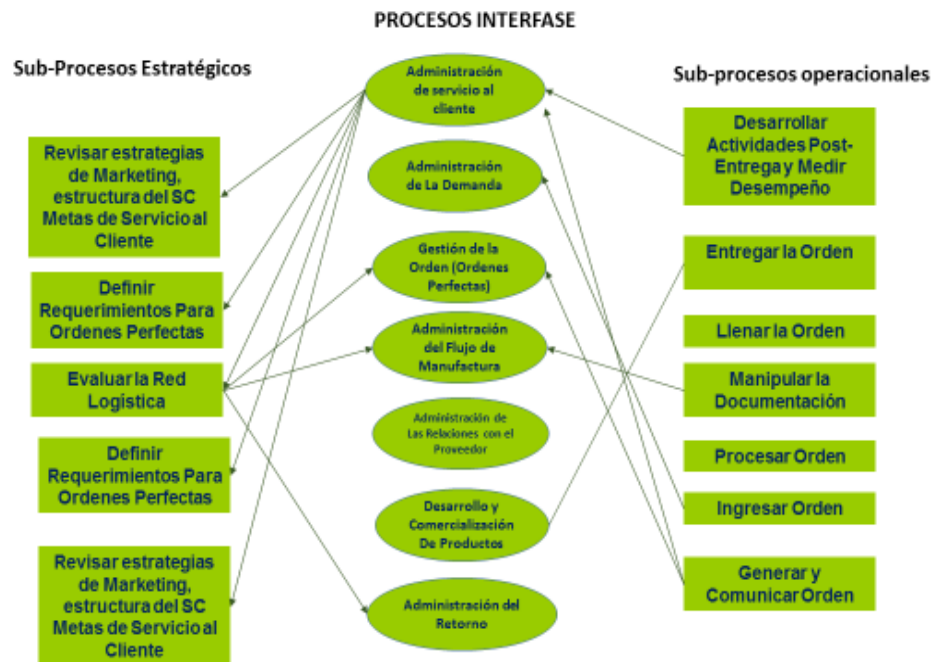 PROCESOS INTERFASE
Sub-Procesos Estratégicos
Revisar estrategias
de Marketing,
estructura del SC
Metas de Servicio al
Cliente
Definir
Requerimientos Para
Ordenes Perfectas
Evaluar la Red
Logística
Definir
Requerimientos Para
Ordenes Perfectas
Revisar estrategias
de Marketing,
estructura del SC
Metas de Servicio al
Cliente
Administración
de servicio al
cliente
Administración
de La Demanda
Gestión de la
Orden (Ordenes
Perfectas)
Administración
del Flujo de
Manufactura
Administración de
Las Relaciones con el
Proveedor
Desarrollo y
Comercialización
De Productos
Administración del
Retorno
Sub-procesos operacionales
Desarrollar
Actividades Post-
Entrega y Medir
Desempeño
Entregar la Orden
Llenar la Orden
Manipular la
Documentación
Procesar Orden
Ingresar Orden
Generar y
Comunicar Orden